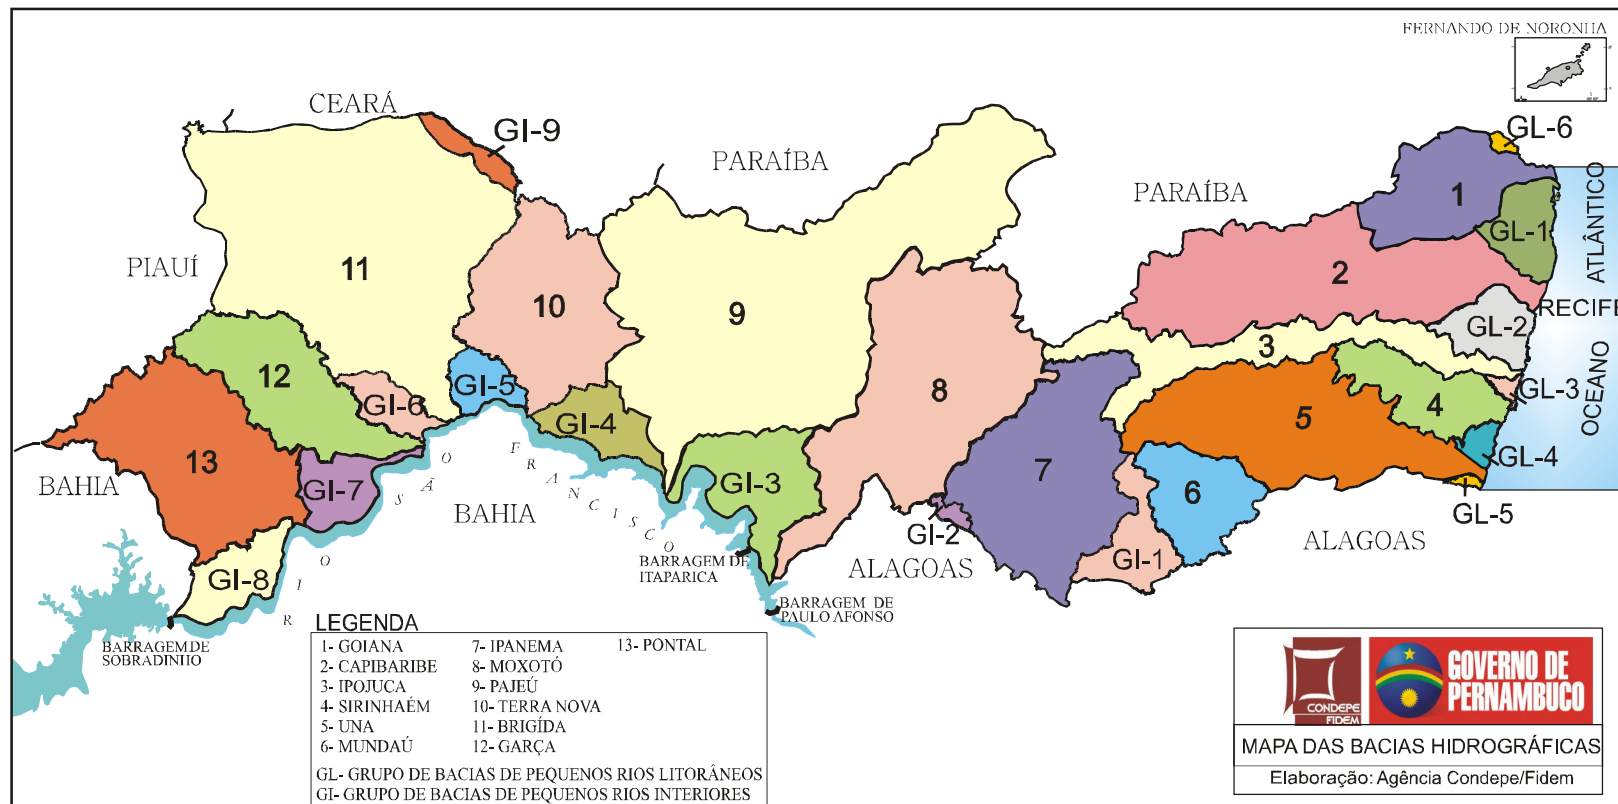 FERNANDO DE NORONHA
CEARÁ
GI-9
PARAÍBA
PARAÍBA
GL-6
1
GL-1
ATLÂNTICO
PIAUÍ
11
10
9
2
RECIFE
GL-2
3
12
GI-5
GI-6
GI-4
8
5
4
GL-3
OCEANO
13
GI-7
GI-3
7
6
GL-4
GL-5
BAHIA
BAHIA
RIO SÃO FRANCISCO
GI-2
GI-1
ALAGOAS
ALAGOAS
GI-8
BARRAGEM DE
ITAPARICA
BARRAGEM DE
PAULO AFONSO
BARRAGEM DE
SOBRADINHO
LEGENDA
1- GOIANA
2- CAPIBARIBE
3- IPOJUCA
4- SIRINHAÉM
5- UNA
6- MUNDAÚ
7- IPANEMA
8- MOXOTÓ
9- PAJEÚ
10- TERRA NOVA
11- BRIGÍDA
12- GARÇA
13- PONTAL
GL- GRUPO DE BACIAS DE PEQUENOS RIOS LITORÂNEOS
GI- GRUPO DE BACIAS DE PEQUENOS RIOS INTERIORES
CONDEPE
FIDEM
GOVERNO DE
PERNAMBUCO
MAPA DAS BACIAS HIDROGRÁFICAS
Elaboração: Agência Condepe/Fidem